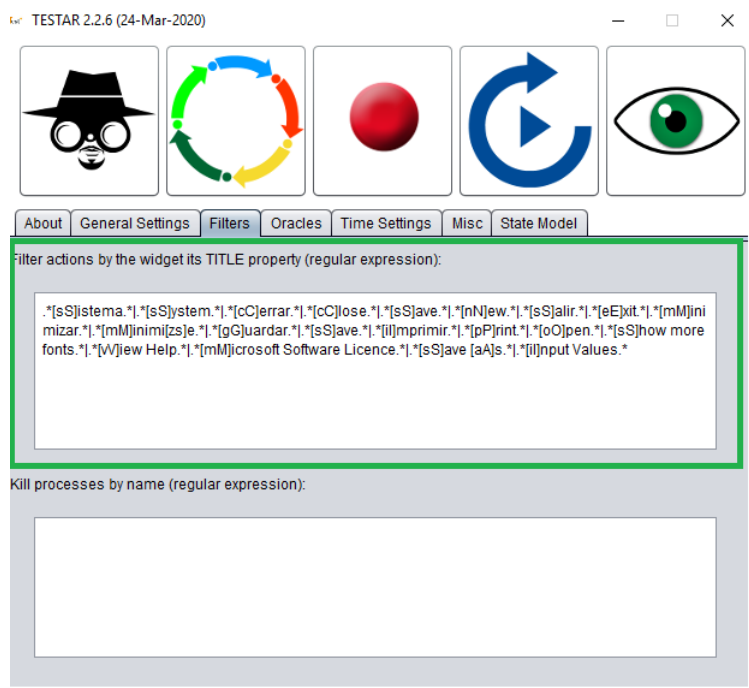 TESTAR 2.2.6 (24-Mar-2020)
About General Settings Filters Oracles Time Settings Misc State Model
Filter actions by the widget its TITLE property (regular expression):
.*[sS]istema.*|.*[sS]ystem.*|.*[cC]errar.*|.*[cC]lose.*|.*[sS]ave.*|.*[nN]ew.*|.*[sS]alir.*|.*[eE]xit.*|.*[mM]ini
mizar.*|.*[mM]inimi[zs]e.*|.*[gG]uardar.*|.*[sS]ave.*|.*[iI]mprimir.*|.*[pP]rint.*|.*[oO]pen.*|.*[sS]how more
fonts.*|.*[vV]iew Help.*|.*[mM]icrosoft Software Licence.*|.*[sS]ave [aA]s.*|.*[iI]nput Values.*
Kill processes by name (regular expression):